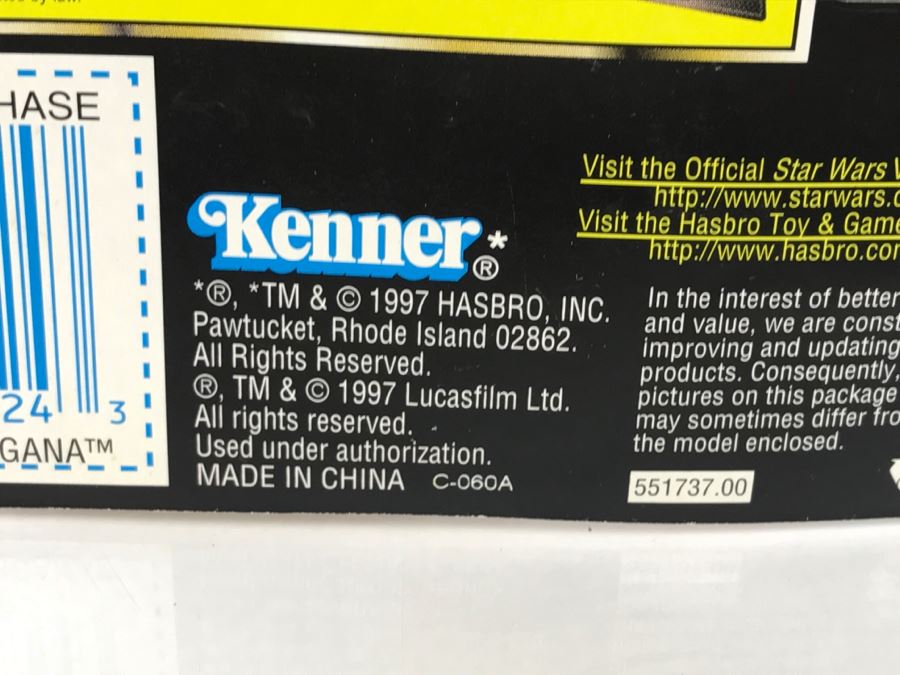 by law.
HASE
24 3
GANA™
Kenner*®
*®, *TM & © 1997 HASBRO, INC.
Pawtucket, Rhode Island 02862.
All Rights Reserved.
®, TM & © 1997 Lucasfilm Ltd.
All rights reserved.
Used under authorization.
MADE IN CHINA C-060A
Visit the Official Star Wars
http://www.starwars.c
Visit the Hasbro Toy & Game
http://www.hasbro.com
In the interest of better
and value, we are const
improving and updating
products. Consequently,
pictures on this package
may sometimes differ fro
the model enclosed.
551737.00